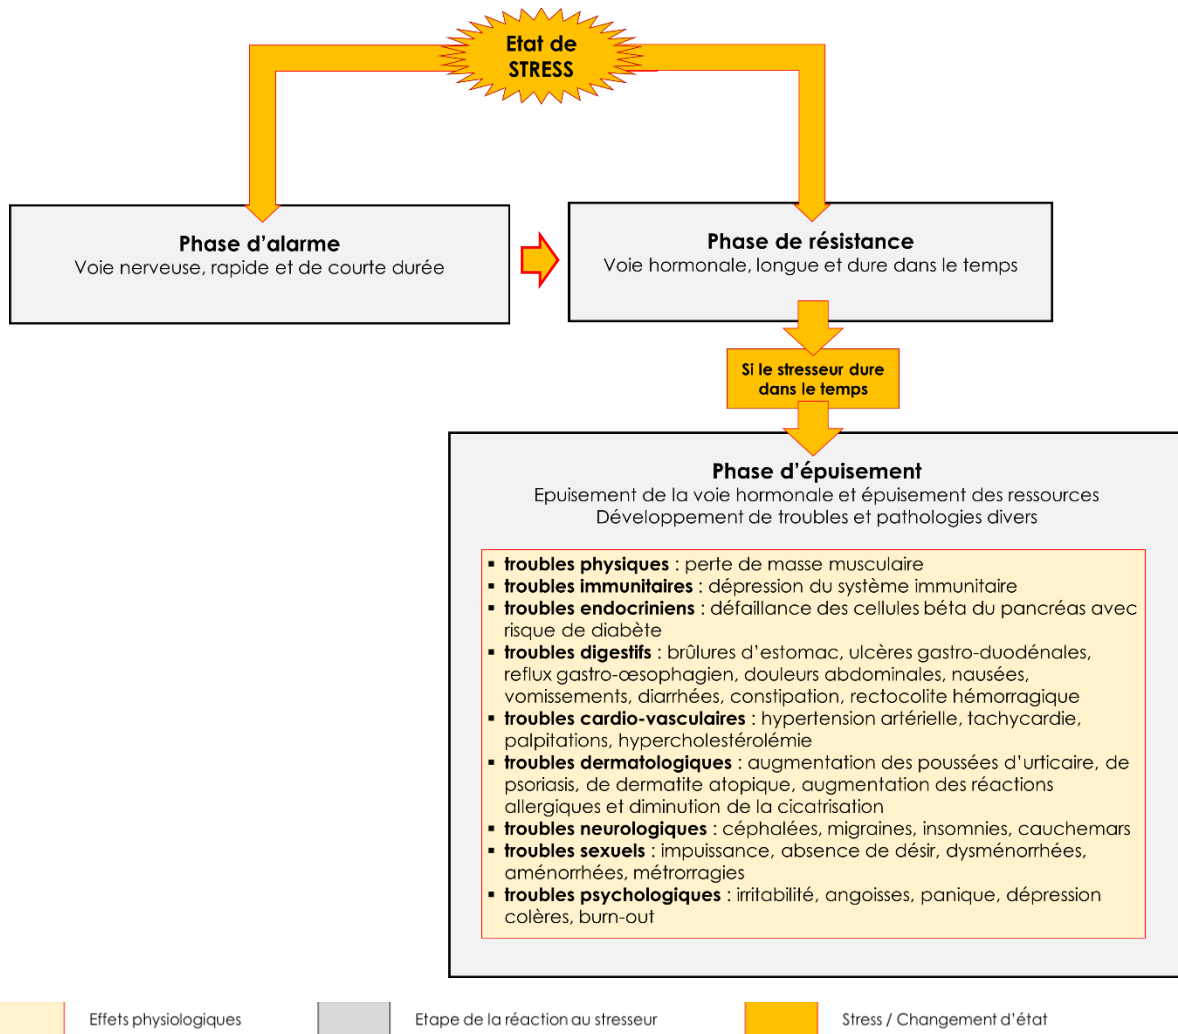 Etat de
STRESS
Phase d’alarme
Voie nerveuse, rapide et de courte durée
Phase de résistance
Voie hormonale, longue et dure dans le temps
Si le stresseur dure
dans le temps
Phase d’épuisement
Epuisement de la voie hormonale et épuisement des ressources
Développement de troubles et pathologies divers
▪ troubles physiques : perte de masse musculaire
▪ troubles immunitaires : dépression du système immunitaire
▪ troubles endocriniens : défaillance des cellules béta du pancréas avec
risque de diabète
▪ troubles digestifs : brûlures d’estomac, ulcères gastro-duodénales,
reflux gastro-œsophagien, douleurs abdominales, nausées,
vomissements, diarrhées, constipation, rectocolite hémorragique
▪ troubles cardio-vasculaires : hypertension artérielle, tachycardie,
palpitations, hypercholestérolémie
▪ troubles dermatologiques : augmentation des poussées d’urticaire, de
psoriasis, de dermatite atopique, augmentation des réactions
allergiques et diminution de la cicatrisation
▪ troubles neurologiques : céphalées, migraines, insomnies, cauchemars
▪ troubles sexuels : impuissance, absence de désir, dysménorrhées,
aménorrhées, métrorragies
▪ troubles psychologiques : irritabilité, angoisses, panique, dépression
colères, burn-out
Effets physiologiques
Etape de la réaction au stresseur
Stress / Changement d’état